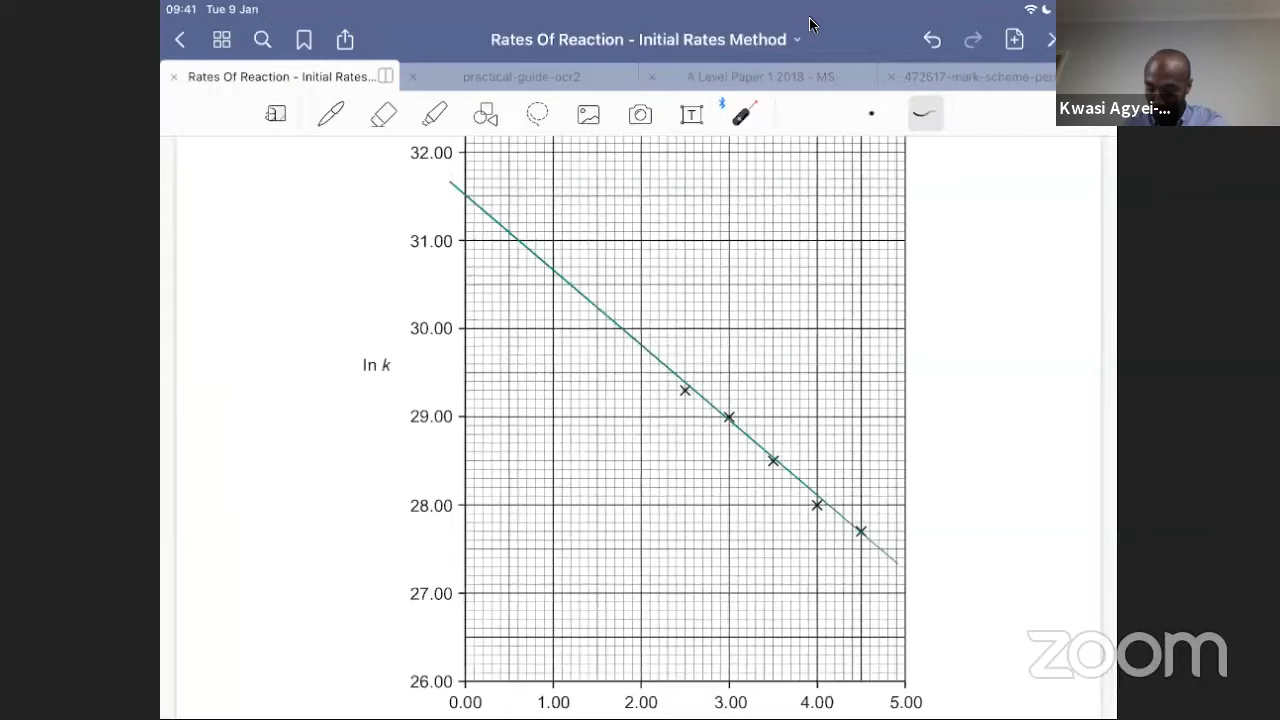 09:41 Tue 9 Jan
Rates Of Reaction - Initial Rates Method
Rates Of Reaction - Initial Rates...
practical-guide-ocr2
A Level Paper 1 2018 - MS
472517-mark-scheme-per
Kwasi Agyei-...
T
32.00
31.00
30.00
ln k
29.00
28.00
27.00
26.00
0.00 1.00 2.00 3.00 4.00 5.00
zoom